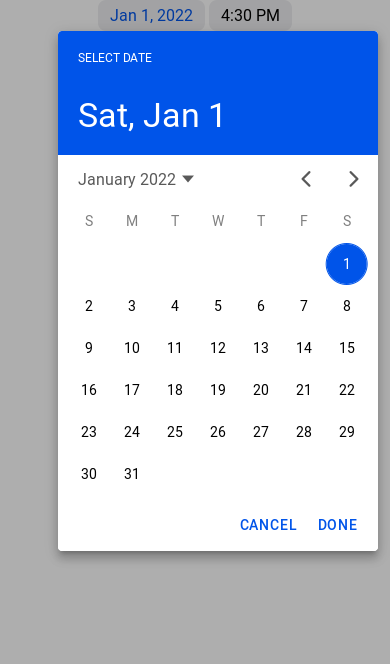 Jan 1, 2022 4:30 PM
SELECT DATE
Sat, Jan 1
January 2022
S M T W T F S
1
2 3 4 5 6 7 8
9 10 11 12 13 14 15
16 17 18 19 20 21 22
23 24 25 26 27 28 29
30 31
CANCEL DONE